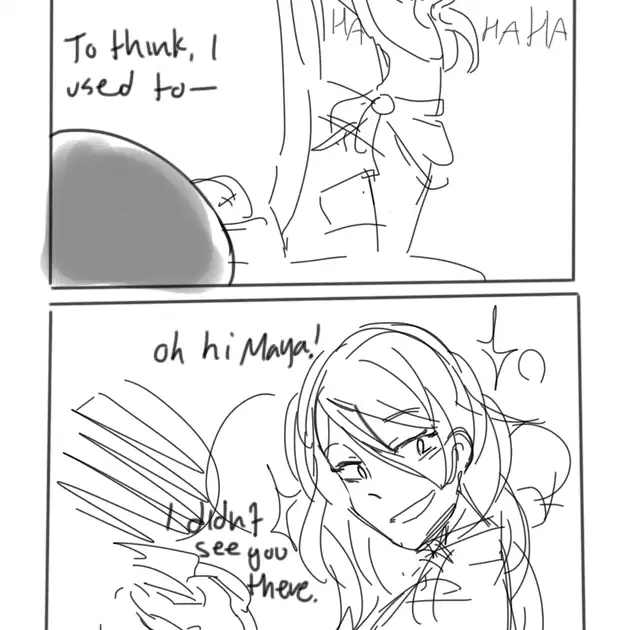 HA
HAHA
To think, I
used to—
oh hi Maya!
I didn't
see you
there.